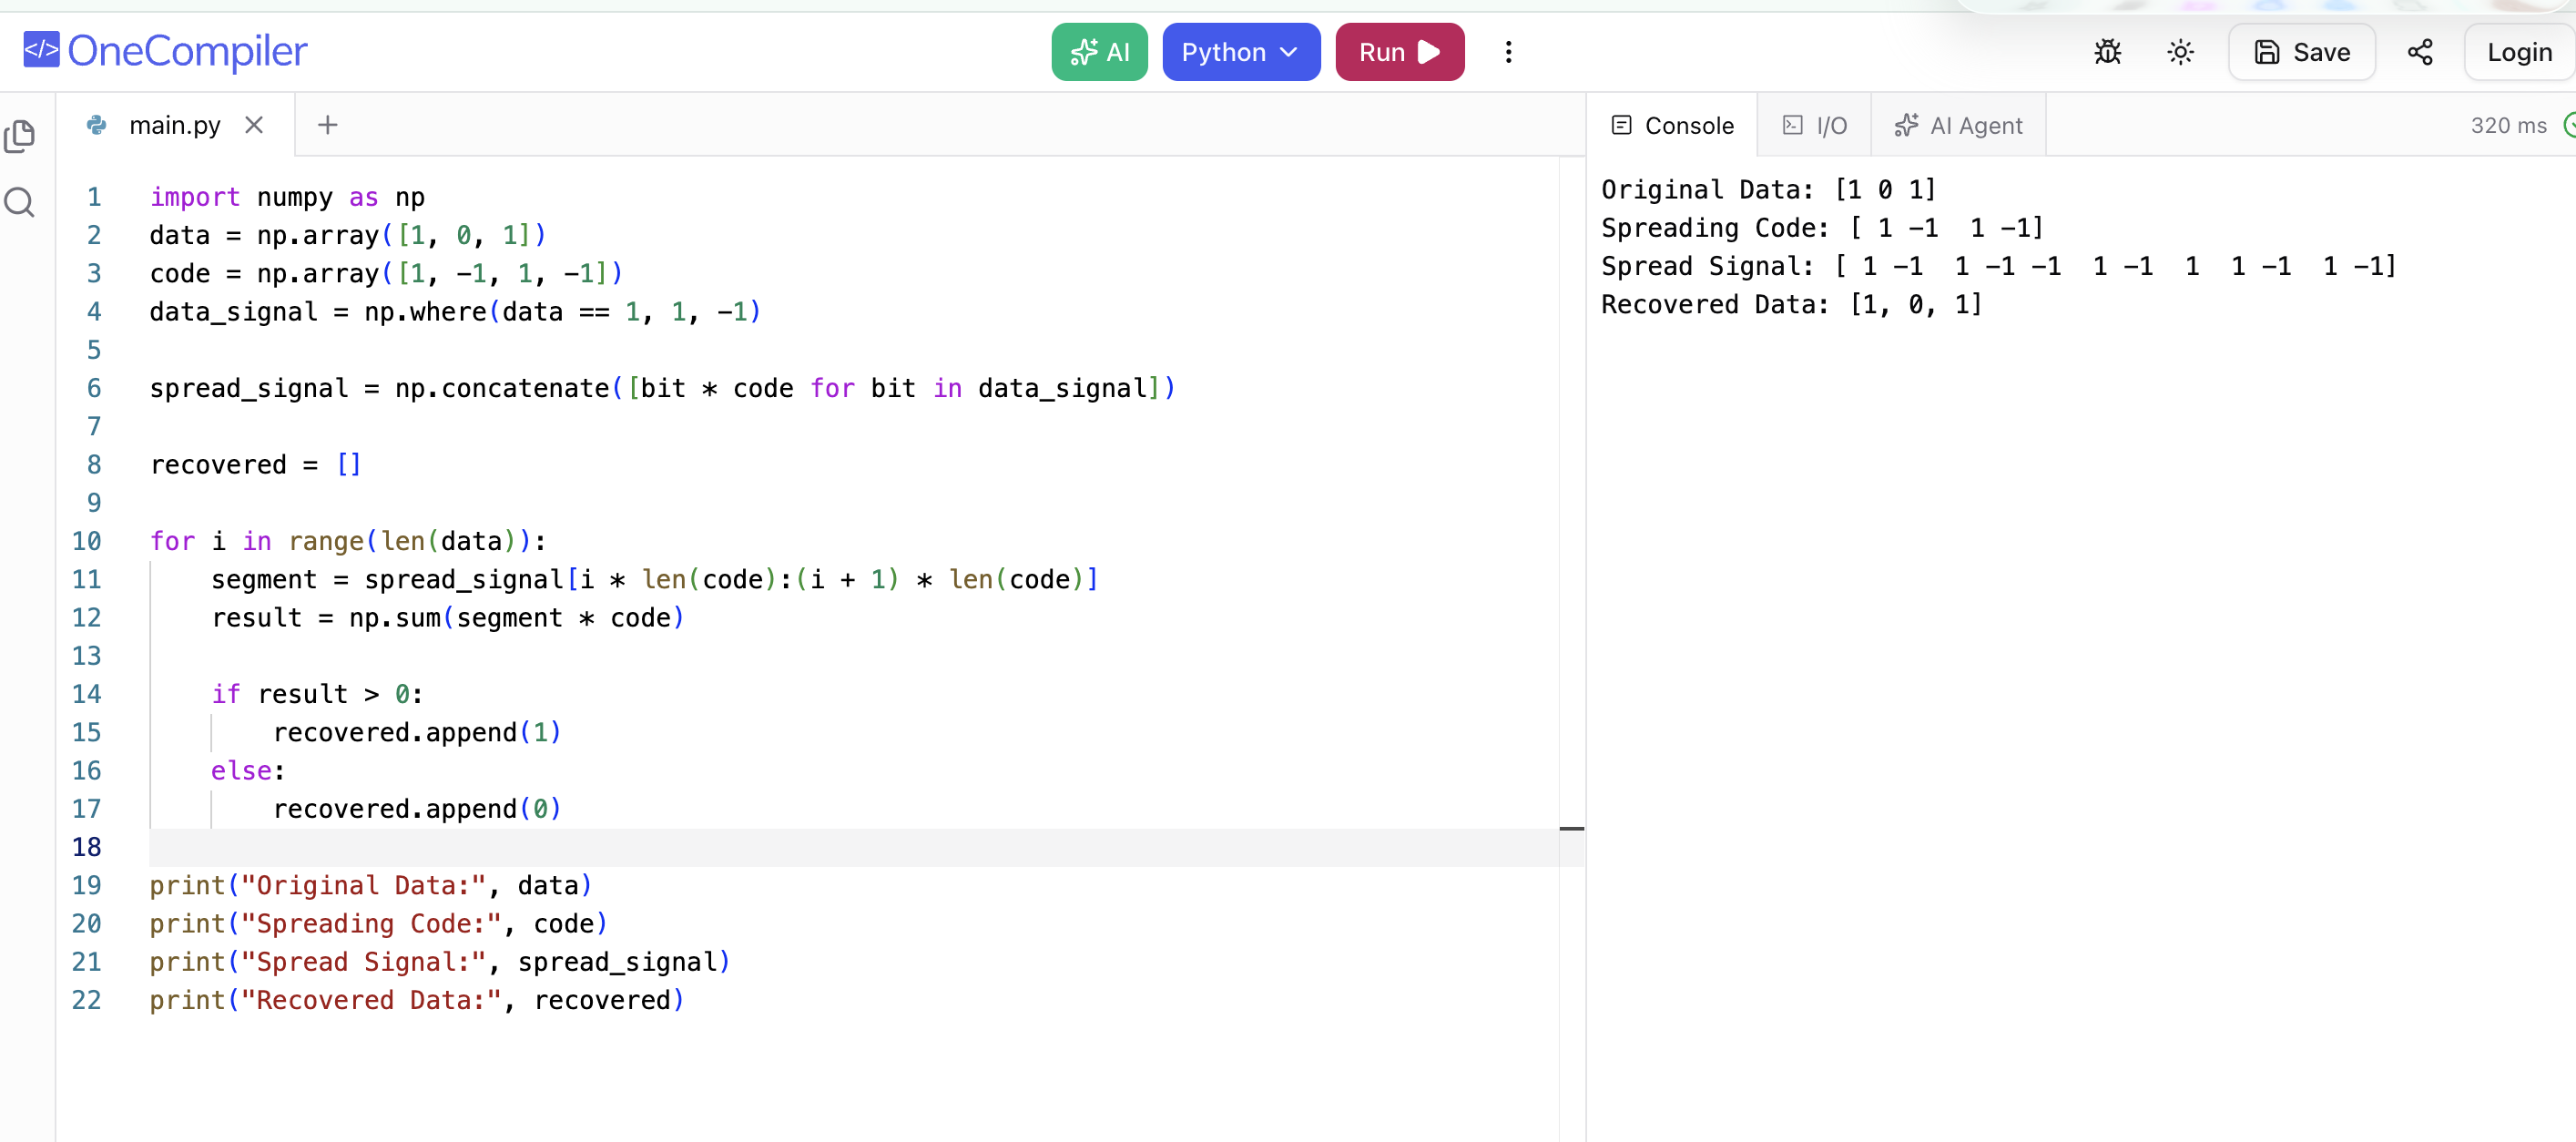 </> OneCompiler
AI
Python
Run
Save
Login
main.py
Console
I/O
AI Agent
320 ms
1 import numpy as np
2 data = np.array([1, 0, 1])
3 code = np.array([1, -1, 1, -1])
4 data_signal = np.where(data == 1, 1, -1)
5
6 spread_signal = np.concatenate([bit * code for bit in data_signal])
7
8 recovered = []
9
10 for i in range(len(data)):
11     segment = spread_signal[i * len(code):(i + 1) * len(code)]
12     result = np.sum(segment * code)
13
14     if result > 0:
15         recovered.append(1)
16     else:
17         recovered.append(0)
18
19 print("Original Data:", data)
20 print("Spreading Code:", code)
21 print("Spread Signal:", spread_signal)
22 print("Recovered Data:", recovered)
Original Data: [1 0 1]
Spreading Code: [ 1 -1  1 -1]
Spread Signal: [ 1 -1  1 -1 -1  1 -1  1  1 -1  1 -1]
Recovered Data: [1, 0, 1]